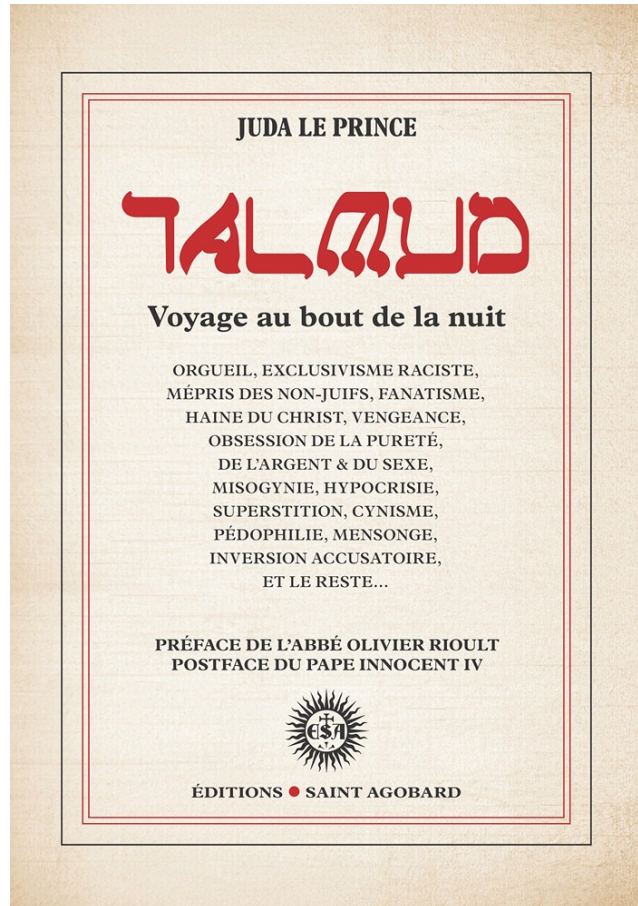 JUDA LE PRINCE
TALMUD
Voyage au bout de la nuit
ORGUEIL, EXCLUSIVISME RACISTE,
MÉPRIS DES NON-JUIFS, FANATISME,
HAINE DU CHRIST, VENGEANCE,
OBSESSION DE LA PURETÉ,
DE L'ARGENT & DU SEXE,
MISOGYNIE, HYPOCRISIE,
SUPERSTITION, CYNISME,
PÉDOPHILIE, MENSONGE,
INVERSION ACCUSATOIRE,
ET LE RESTE...
PRÉFACE DE L'ABBÉ OLIVIER RIOULT
POSTFACE DU PAPE INNOCENT IV
ESA
ÉDITIONS ● SAINT AGOBARD